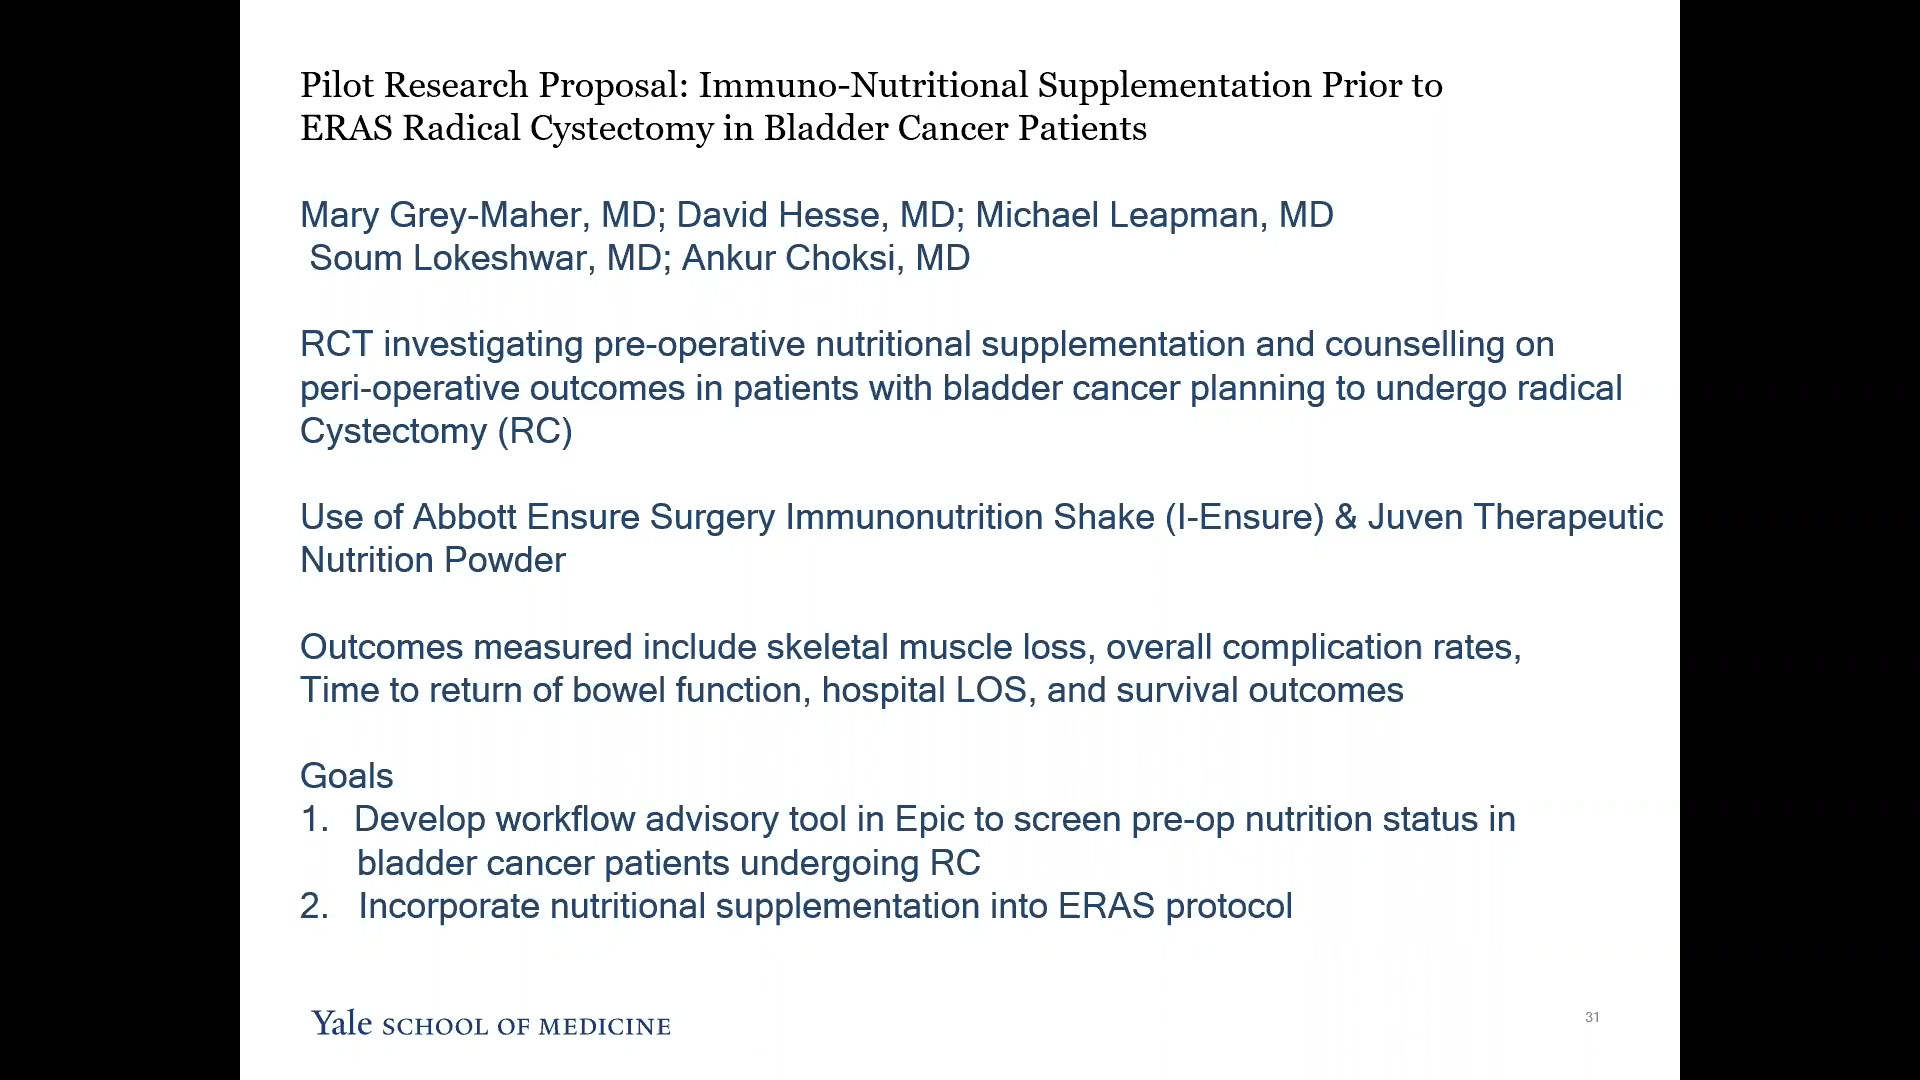 Pilot Research Proposal: Immuno-Nutritional Supplementation Prior to
ERAS Radical Cystectomy in Bladder Cancer Patients
Mary Grey-Maher, MD; David Hesse, MD; Michael Leapman, MD
Soum Lokeshwar, MD; Ankur Choksi, MD
RCT investigating pre-operative nutritional supplementation and counselling on
peri-operative outcomes in patients with bladder cancer planning to undergo radical
Cystectomy (RC)
Use of Abbott Ensure Surgery Immunonutrition Shake (I-Ensure) & Juven Therapeutic
Nutrition Powder
Outcomes measured include skeletal muscle loss, overall complication rates,
Time to return of bowel function, hospital LOS, and survival outcomes
Goals
1. Develop workflow advisory tool in Epic to screen pre-op nutrition status in
bladder cancer patients undergoing RC
2. Incorporate nutritional supplementation into ERAS protocol
Yale SCHOOL OF MEDICINE
31